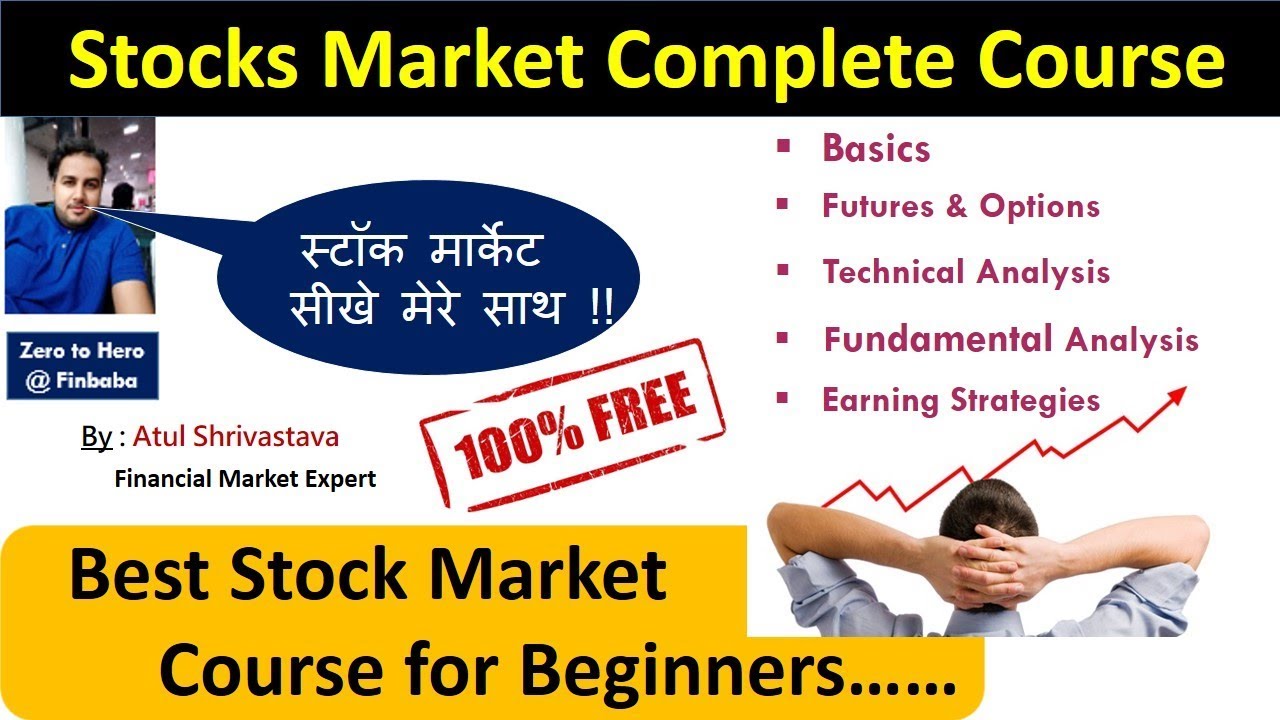 Stocks Market Complete Course
स्टॉक मार्केट
सीखे मेरे साथ !!
Zero to Hero
@ Finbaba
By : Atul Shrivastava
Financial Market Expert
100% FREE
▪ Basics
▪ Futures & Options
▪ Technical Analysis
▪ Fundamental Analysis
▪ Earning Strategies
Best Stock Market
Course for Beginners……